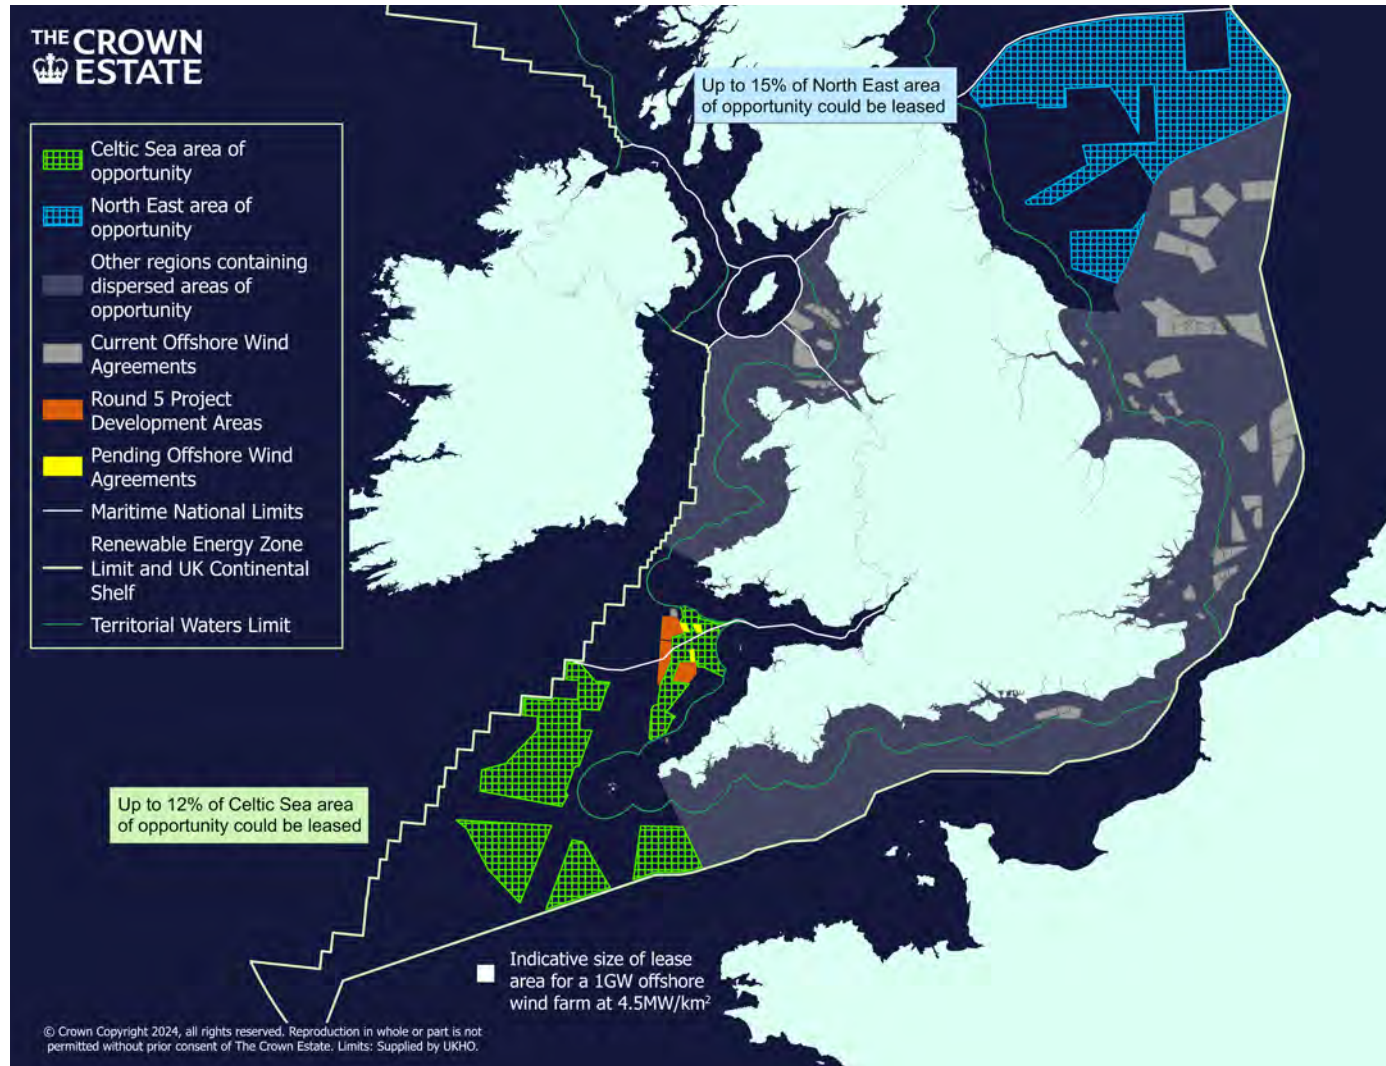 THE CROWN
ESTATE
Up to 15% of North East area
of opportunity could be leased
Celtic Sea area of
opportunity
North East area of
opportunity
Other regions containing
dispersed areas of
opportunity
Current Offshore Wind
Agreements
Round 5 Project
Development Areas
Pending Offshore Wind
Agreements
Maritime National Limits
Renewable Energy Zone
Limit and UK Continental
Shelf
Territorial Waters Limit
Up to 12% of Celtic Sea area
of opportunity could be leased
Indicative size of lease
area for a 1GW offshore
wind farm at 4.5MW/km²
© Crown Copyright 2024, all rights reserved. Reproduction in whole or part is not
permitted without prior consent of The Crown Estate. Limits: Supplied by UKHO.